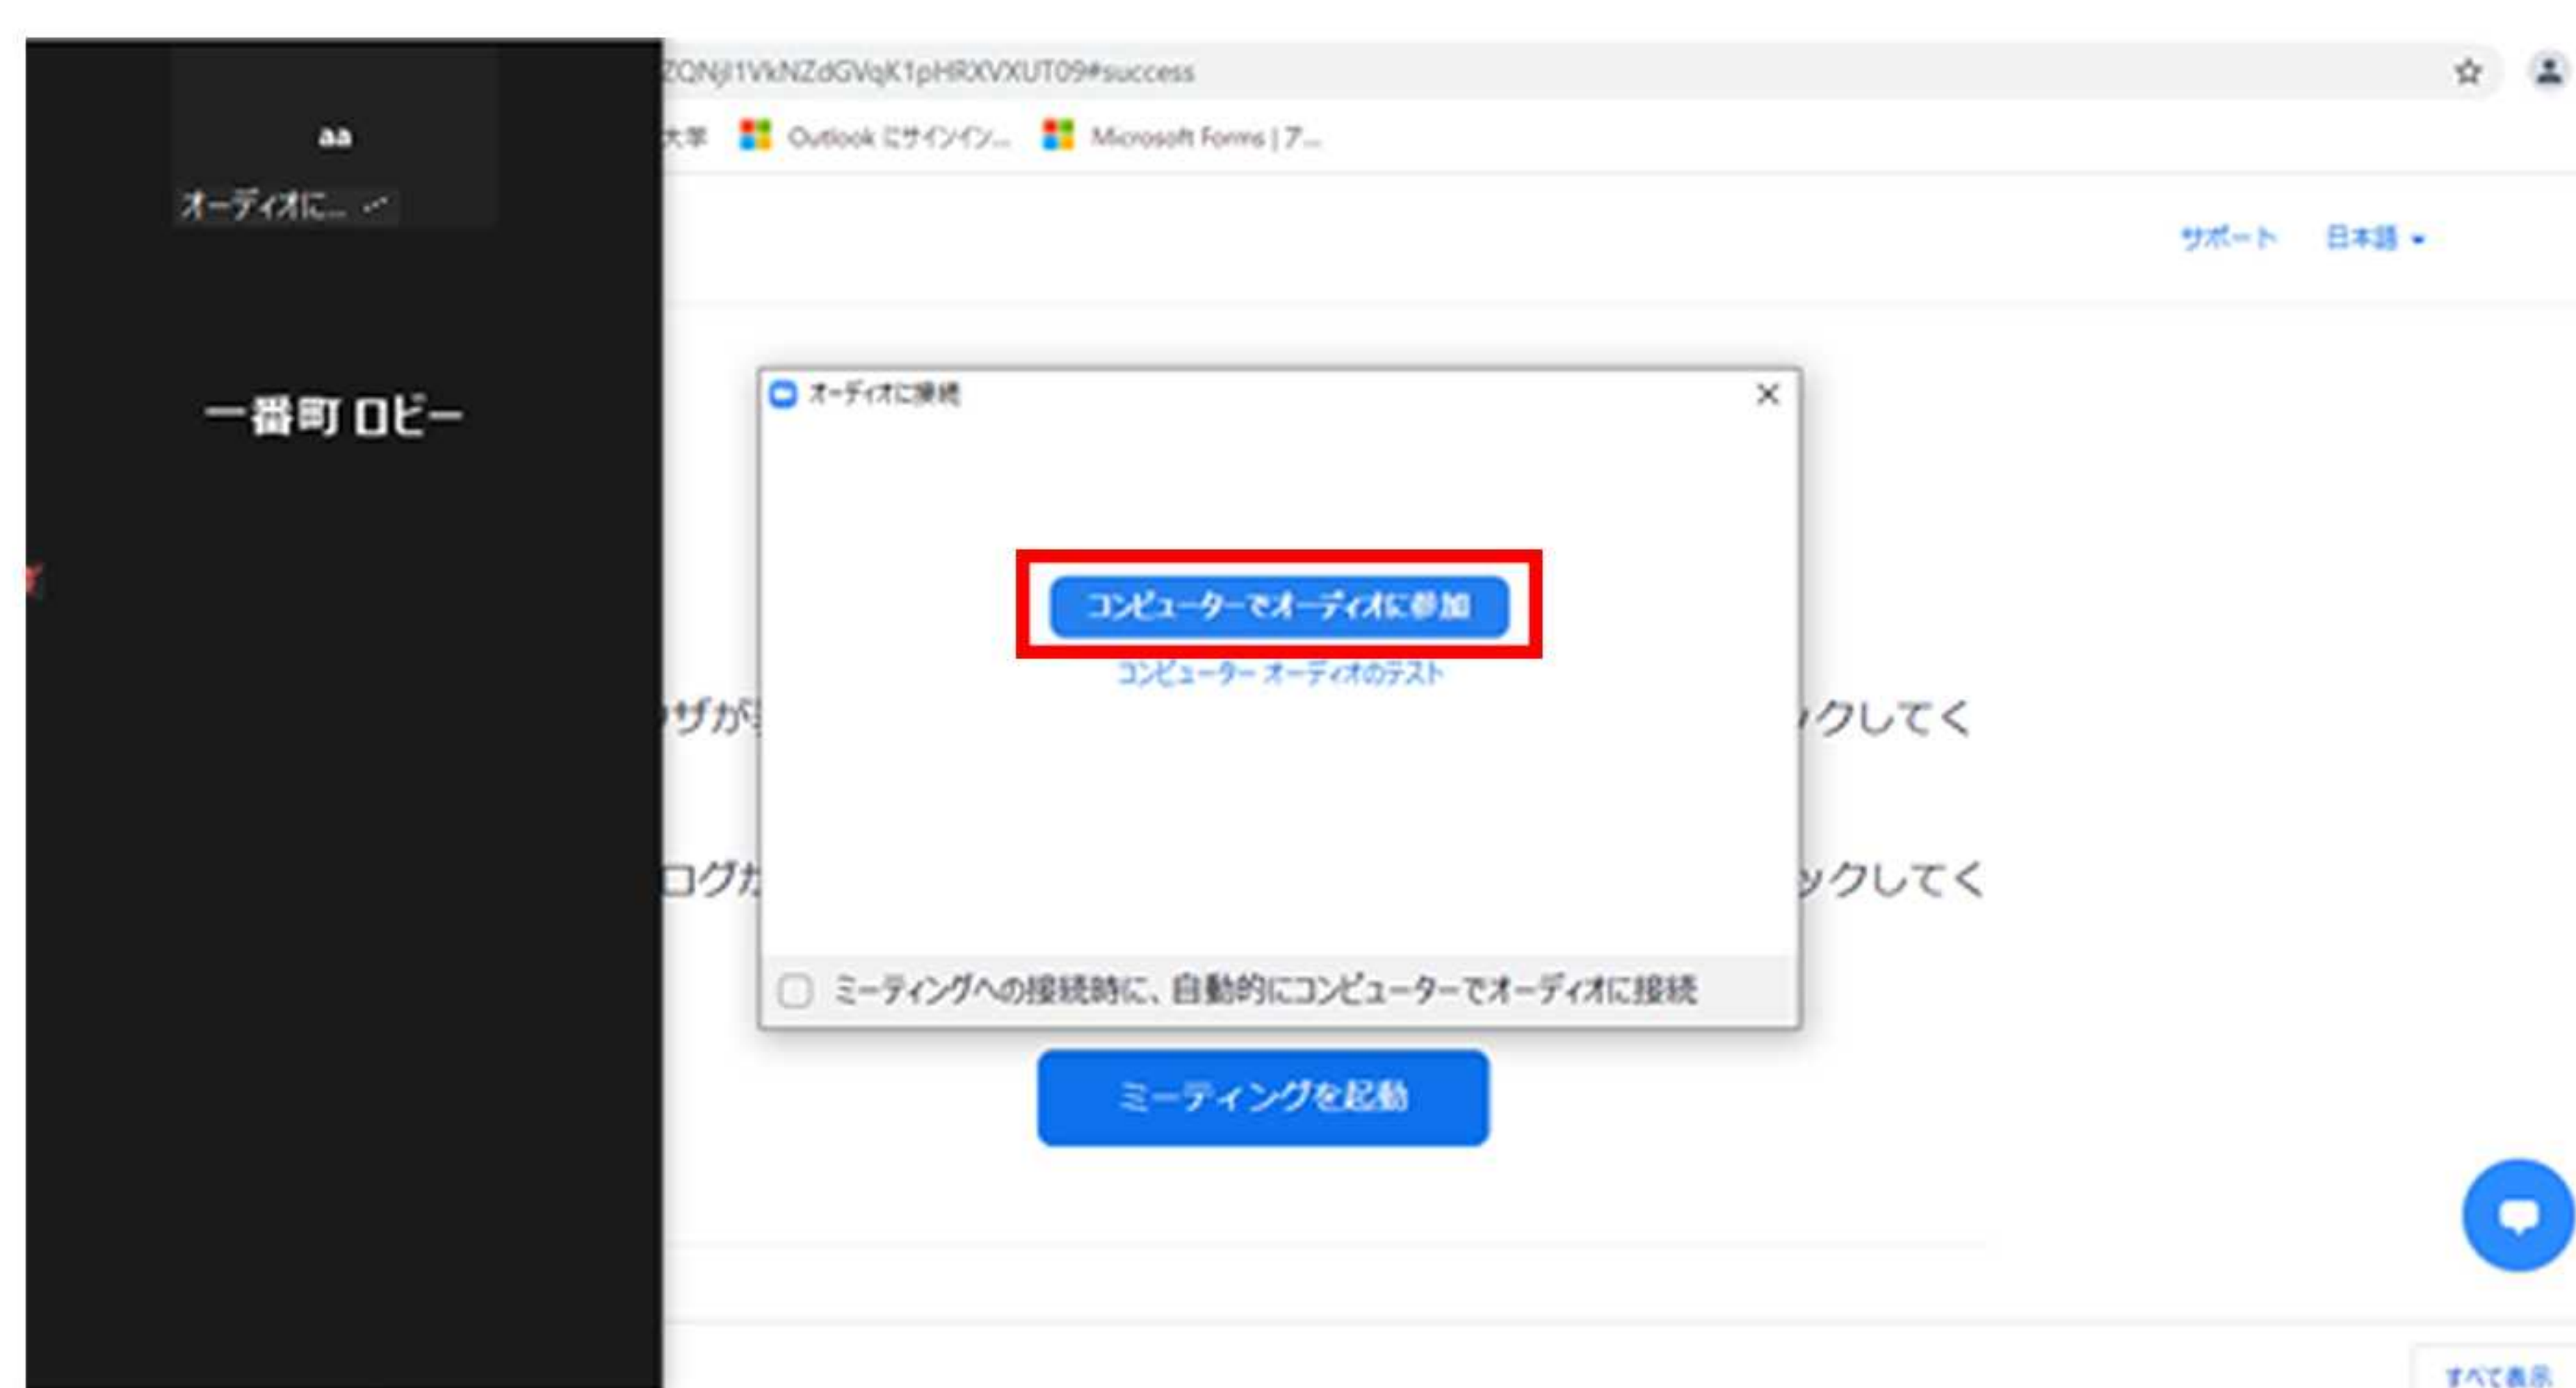 ZQNjl1VkNZdGVqK1pHRXVXUT09#success
大学 Outlook にサインイン... Microsoft Forms | ア...
aa
オーディオに...
サポート 日本語
一番町 ロビー
オーディオに接続
コンピューターでオーディオに参加
コンピューター オーディオのテスト
ザが
クしてく
ログが
ックしてく
ミーティングへの接続時に、自動的にコンピューターでオーディオに接続
ミーティングを起動
すべて表示